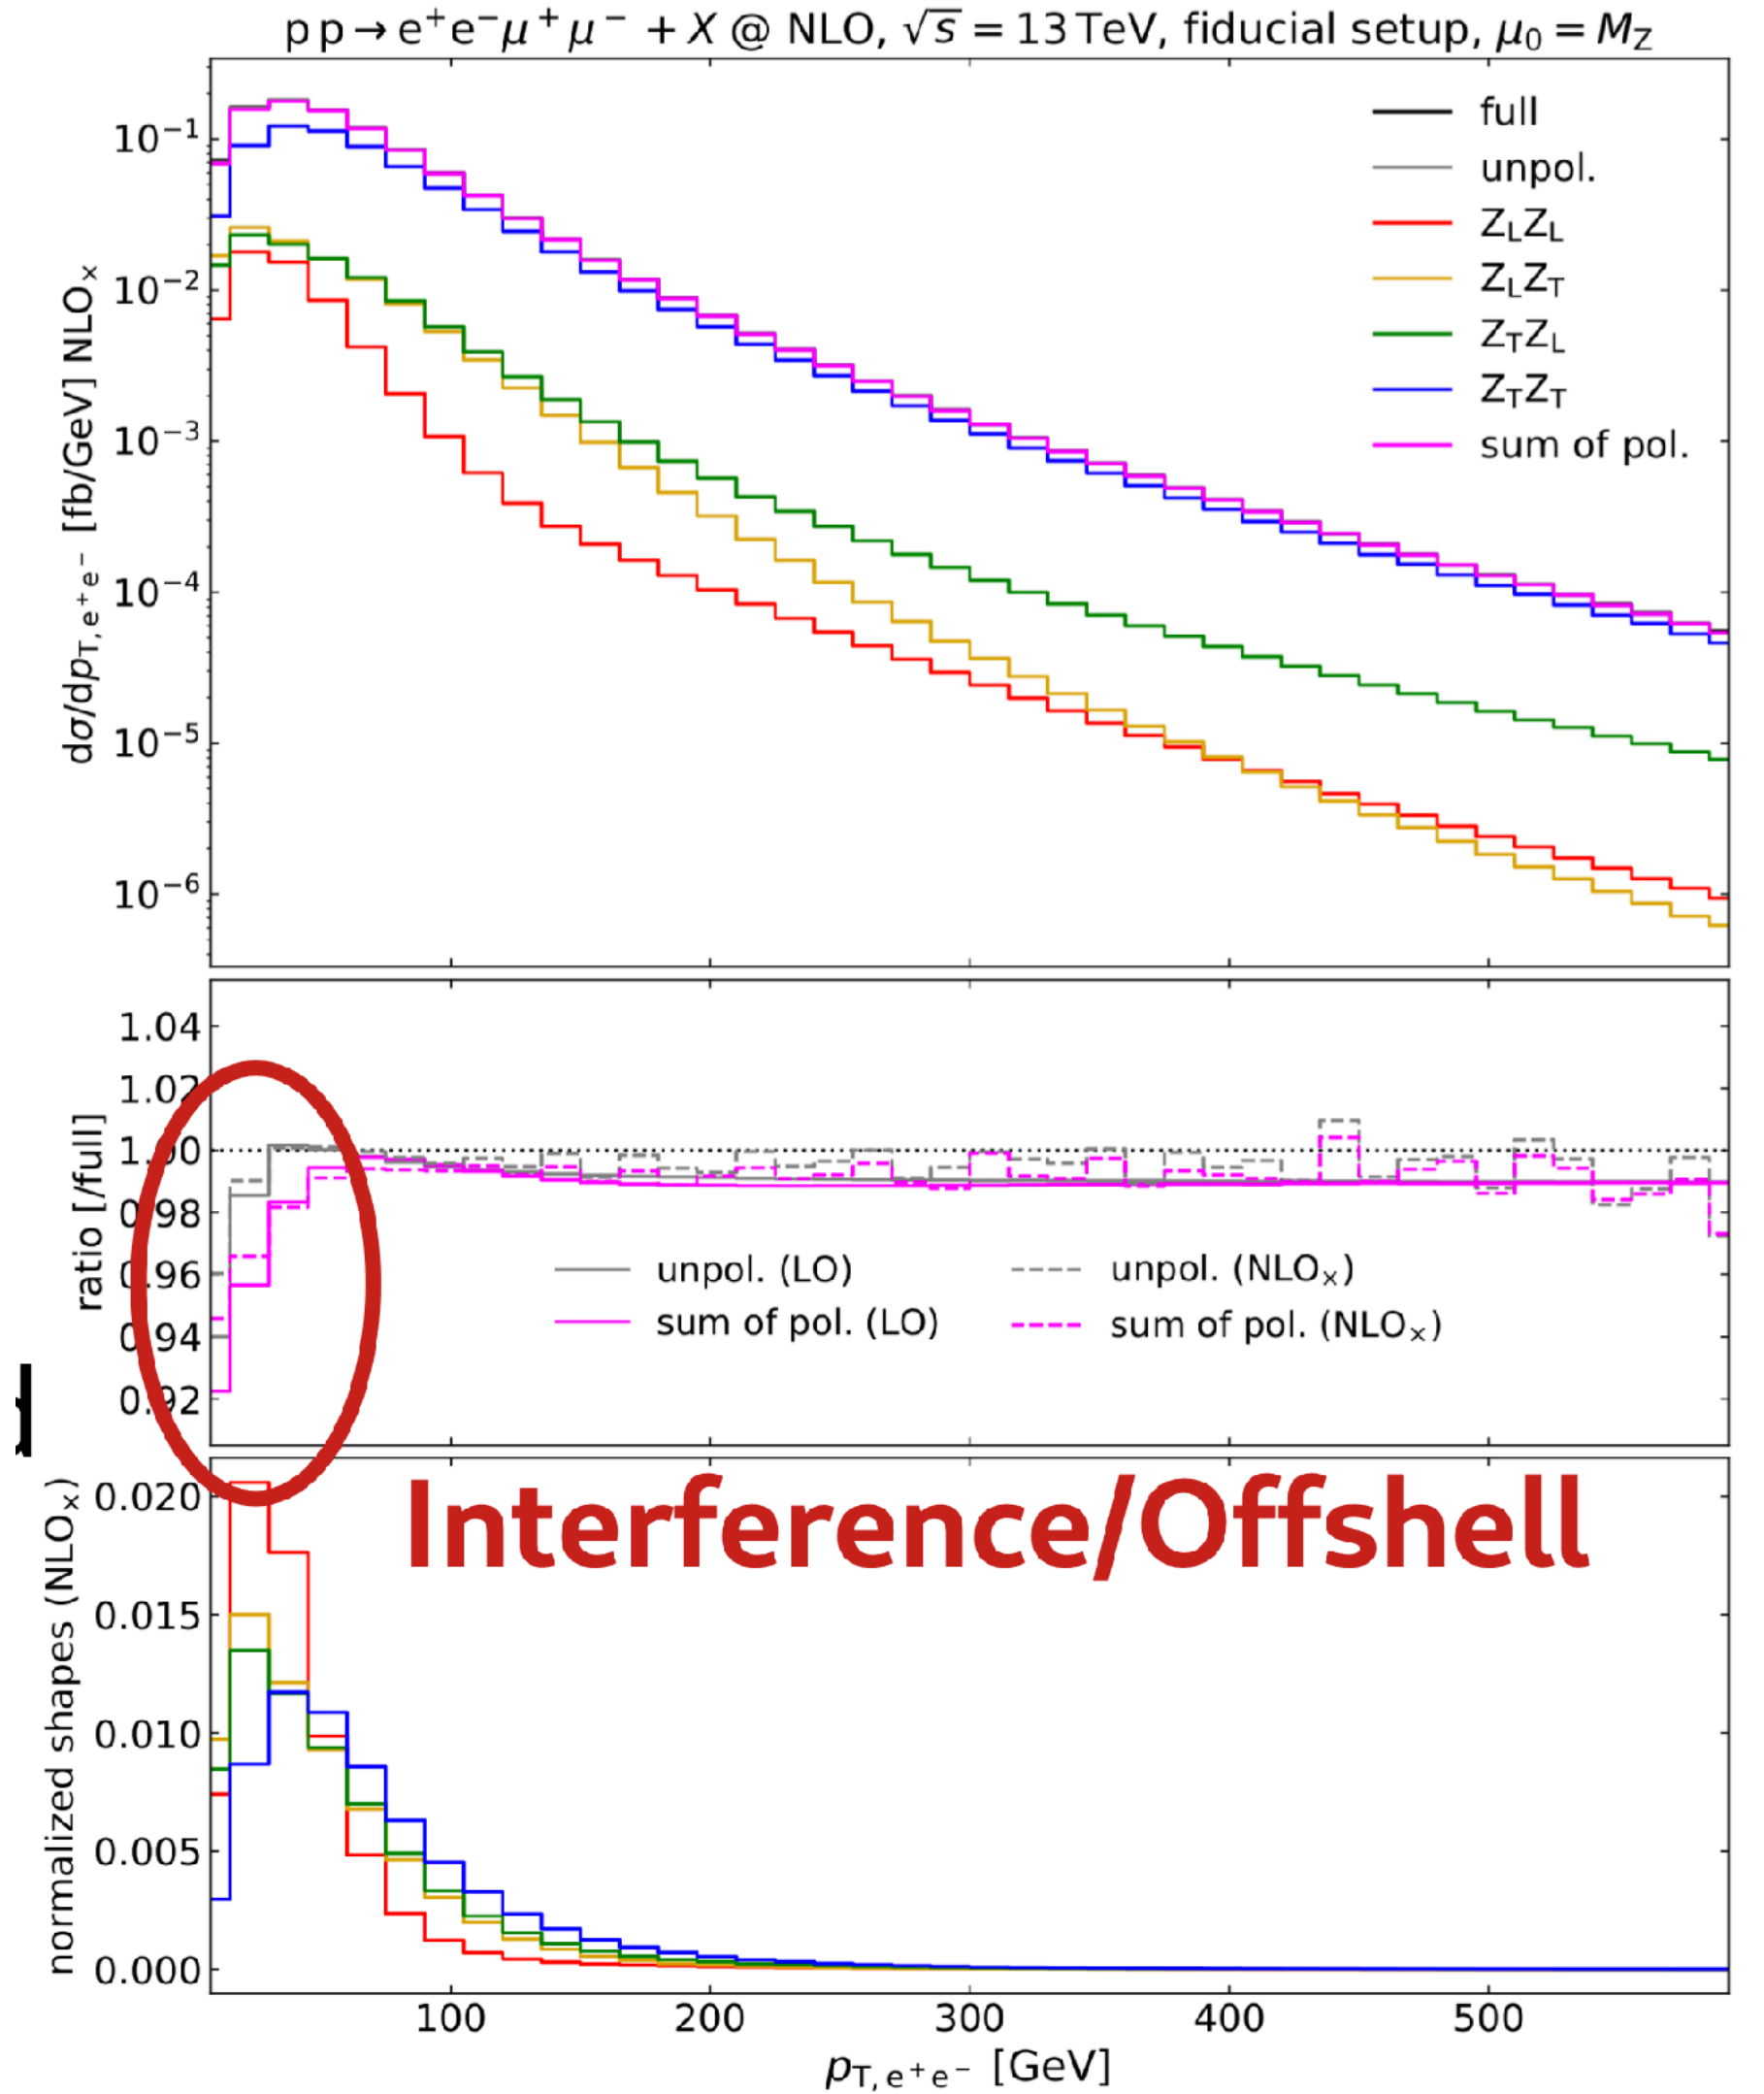 p p → e⁺e⁻μ⁺μ⁻ + X @ NLO, √s = 13 TeV, fiducial setup, μ₀ = M_Z
dσ/dp_T,e⁺e⁻ [fb/GeV] NLO×
10⁻¹
10⁻²
10⁻³
10⁻⁴
10⁻⁵
10⁻⁶
full
unpol.
Z_LZ_L
Z_LZ_T
Z_TZ_L
Z_TZ_T
sum of pol.
ratio [/full]
1.04
1.02
1.00
0.98
0.96
0.94
0.92
unpol. (LO)
sum of pol. (LO)
unpol. (NLO×)
sum of pol. (NLO×)
Interference/Offshell
normalized shapes (NLO×)
0.020
0.015
0.010
0.005
0.000
100 200 300 400 500
p_T,e⁺e⁻ [GeV]